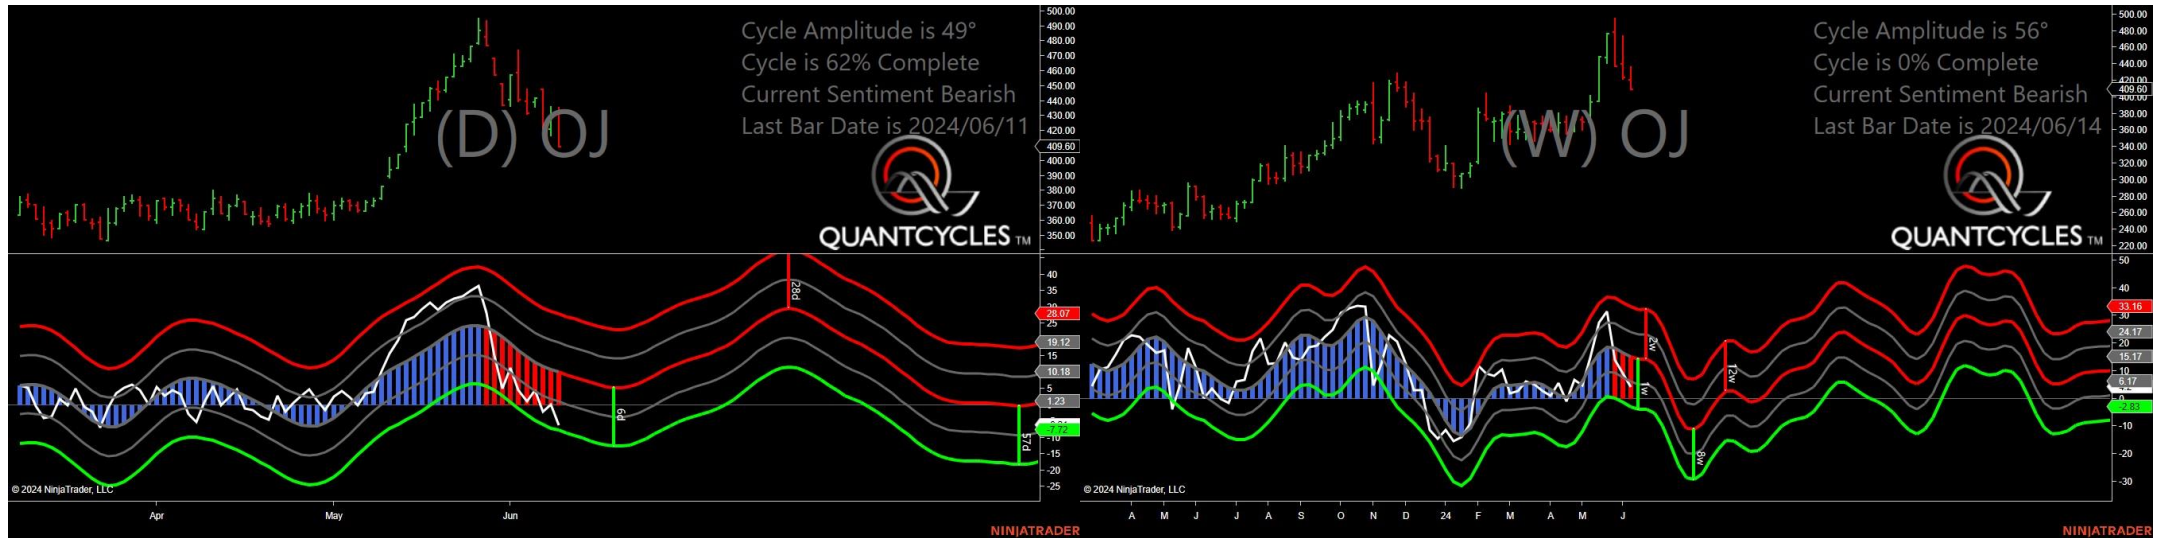 Cycle Amplitude is 49°
Cycle is 62% Complete
Current Sentiment Bearish
Last Bar Date is 2024/06/11
(D) OJ
QUANTCYCLES TM
500.00
490.00
480.00
470.00
460.00
450.00
440.00
430.00
420.00
409.60
400.00
390.00
380.00
370.00
360.00
350.00
28d
6d
57d
40
35
28.07
25
19.12
15
10.18
5
1.23
-7.72
-10
-15
-20
-25
© 2024 NinjaTrader, LLC
Apr May Jun
NINJATRADER
Cycle Amplitude is 56°
Cycle is 0% Complete
Current Sentiment Bearish
Last Bar Date is 2024/06/14
(W) OJ
QUANTCYCLES TM
500.00
480.00
460.00
440.00
420.00
409.60
400.00
380.00
360.00
340.00
320.00
300.00
280.00
260.00
240.00
220.00
2w
1w
12w
8w
50
40
33.16
30
24.17
20
15.17
10
6.17
0
-2.83
-10
-20
-30
© 2024 NinjaTrader, LLC
A M J J A S O N D 24 F M A M J
NINJATRADER